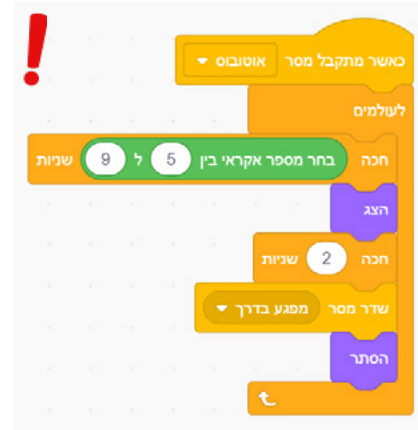 !
כאשר מתקבל מסר אוטובוס
לעולמים
חכה בחר מספר אקראי בין 5 ל 9 שניות
הצג
חכה 2 שניות
שדר מסר מפגע בדרך
הסתר